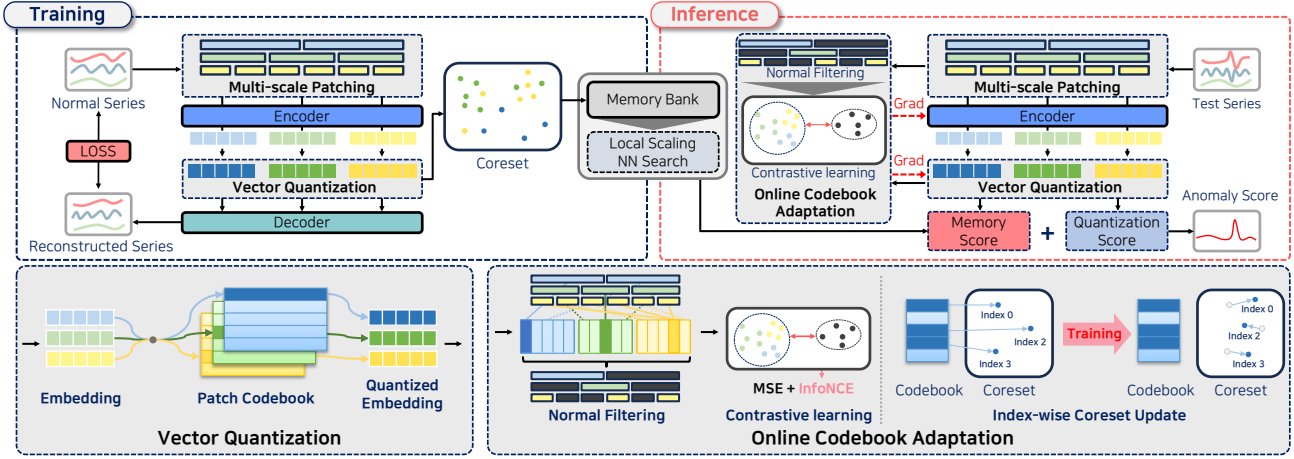 Training
Normal Series
LOSS
Reconstructed Series
Multi-scale Patching
Encoder
Vector Quantization
Decoder
Coreset
Memory Bank
Local Scaling
NN Search
Inference
Normal Filtering
Contrastive learning
Online Codebook
Adaptation
Grad
Grad
Multi-scale Patching
Encoder
Vector Quantization
Memory
Score
+
Quantization
Score
Test Series
Anomaly Score
Embedding
Patch Codebook
Quantized
Embedding
Vector Quantization
Normal Filtering
MSE + InfoNCE
Contrastive learning
Codebook
Index 0
Index 2
Index 3
Coreset
Training
Codebook
Index 0
Index 2
Index 3
Coreset
Index-wise Coreset Update
Online Codebook Adaptation